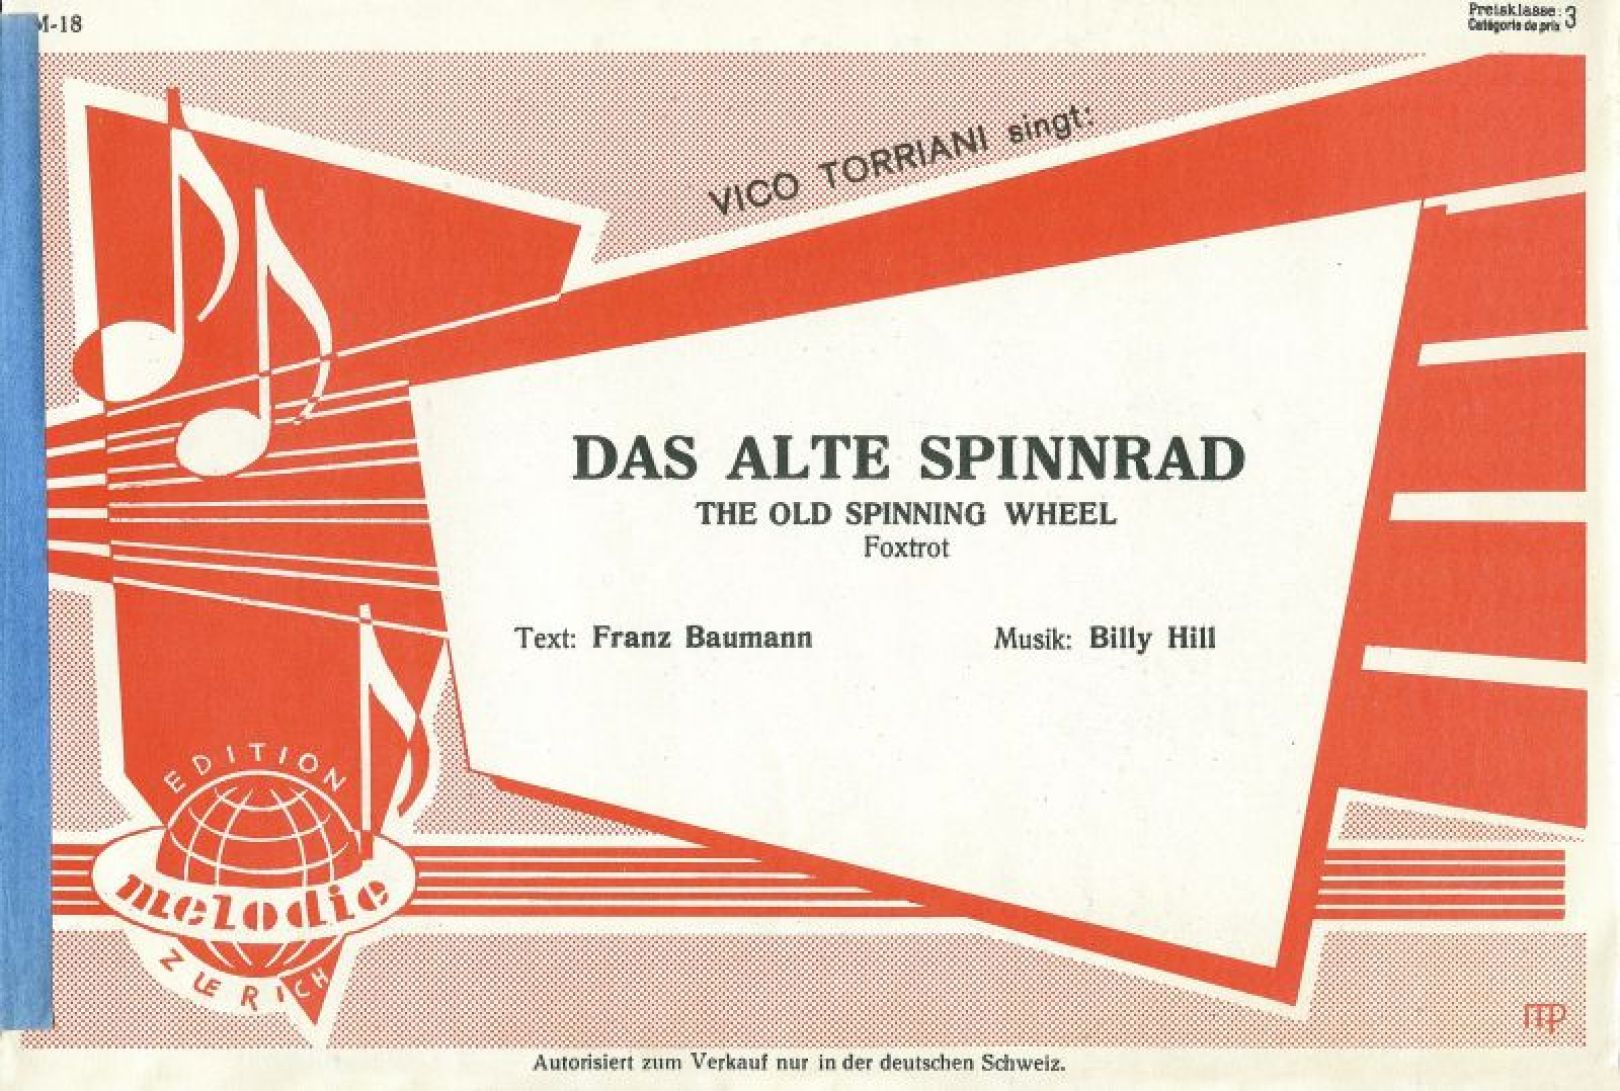 M-18
Preisklasse: 3
Catégorie de prix
VICO TORRIANI singt:
DAS ALTE SPINNRAD
THE OLD SPINNING WHEEL
Foxtrot
Text: Franz Baumann Musik: Billy Hill
EDITION
melodie
ZUERICH
Autorisiert zum Verkauf nur in der deutschen Schweiz.